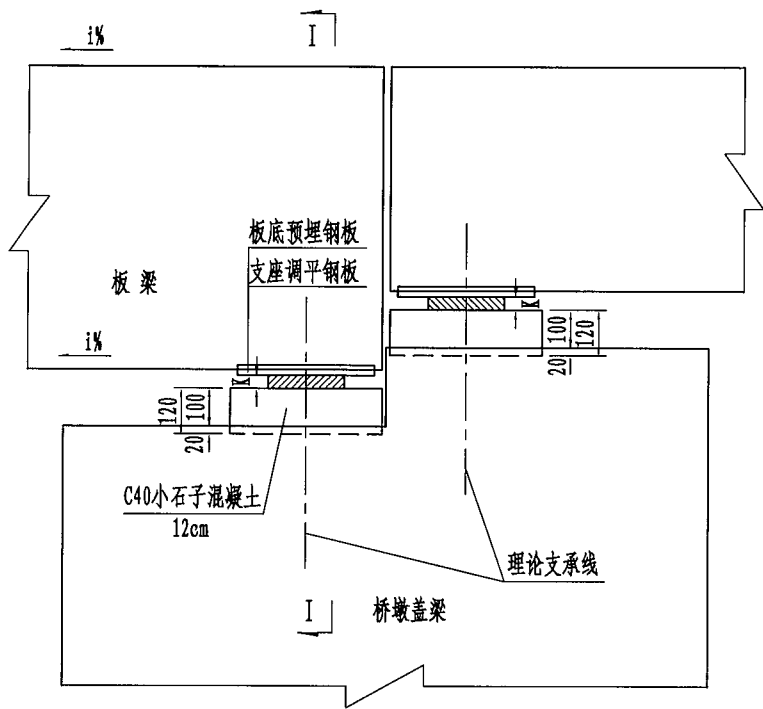 I
i%
板底预埋钢板
支座调平钢板
板 梁
i%
X
100
120
20
X
120
100
20
C40小石子混凝土
12cm
理论支承线
I
桥墩盖梁